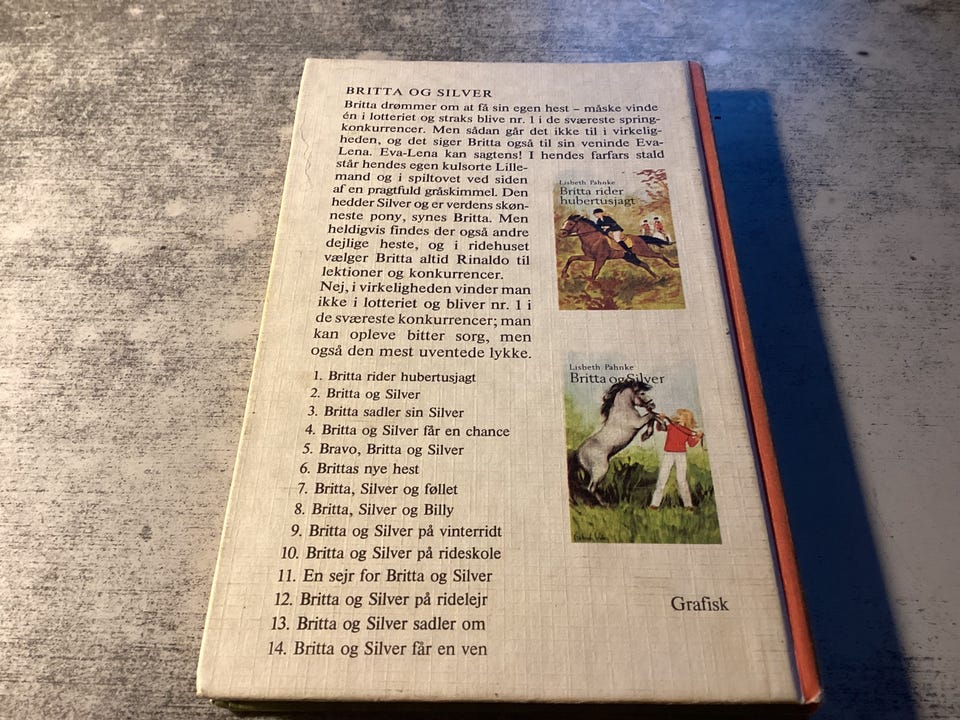 BRITTA OG SILVER
Britta drømmer om at få sin egen hest – måske vinde
én i lotteriet og straks blive nr. 1 i de sværeste spring-
konkurrencer. Men sådan går det ikke til i virkelig-
heden, og det siger Britta også til sin veninde Eva-
Lena. Eva-Lena kan sagtens! I hendes farfars stald
står hendes egen kulsorte Lille-
mand og i spiltovet ved siden
af en pragtfuld gråskimmel. Den
hedder Silver og er verdens skøn-
neste pony, synes Britta. Men
heldigvis findes der også andre
dejlige heste, og i ridehuset
vælger Britta altid Rinaldo til
lektioner og konkurrencer.
Nej, i virkeligheden vinder man
ikke i lotteriet og bliver nr. 1 i
de sværeste konkurrencer; man
kan opleve bitter sorg, men
også den mest uventede lykke.
1. Britta rider hubertusjagt
2. Britta og Silver
3. Britta sadler sin Silver
4. Britta og Silver får en chance
5. Bravo, Britta og Silver
6. Brittas nye hest
7. Britta, Silver og føllet
8. Britta, Silver og Billy
9. Britta og Silver på vinterridt
10. Britta og Silver på rideskole
11. En sejr for Britta og Silver
12. Britta og Silver på ridelejr
13. Britta og Silver sadler om
14. Britta og Silver får en ven
Lisbeth Pahnke
Britta rider
hubertusjagt
Lisbeth Pahnke
Britta og Silver
Grafisk